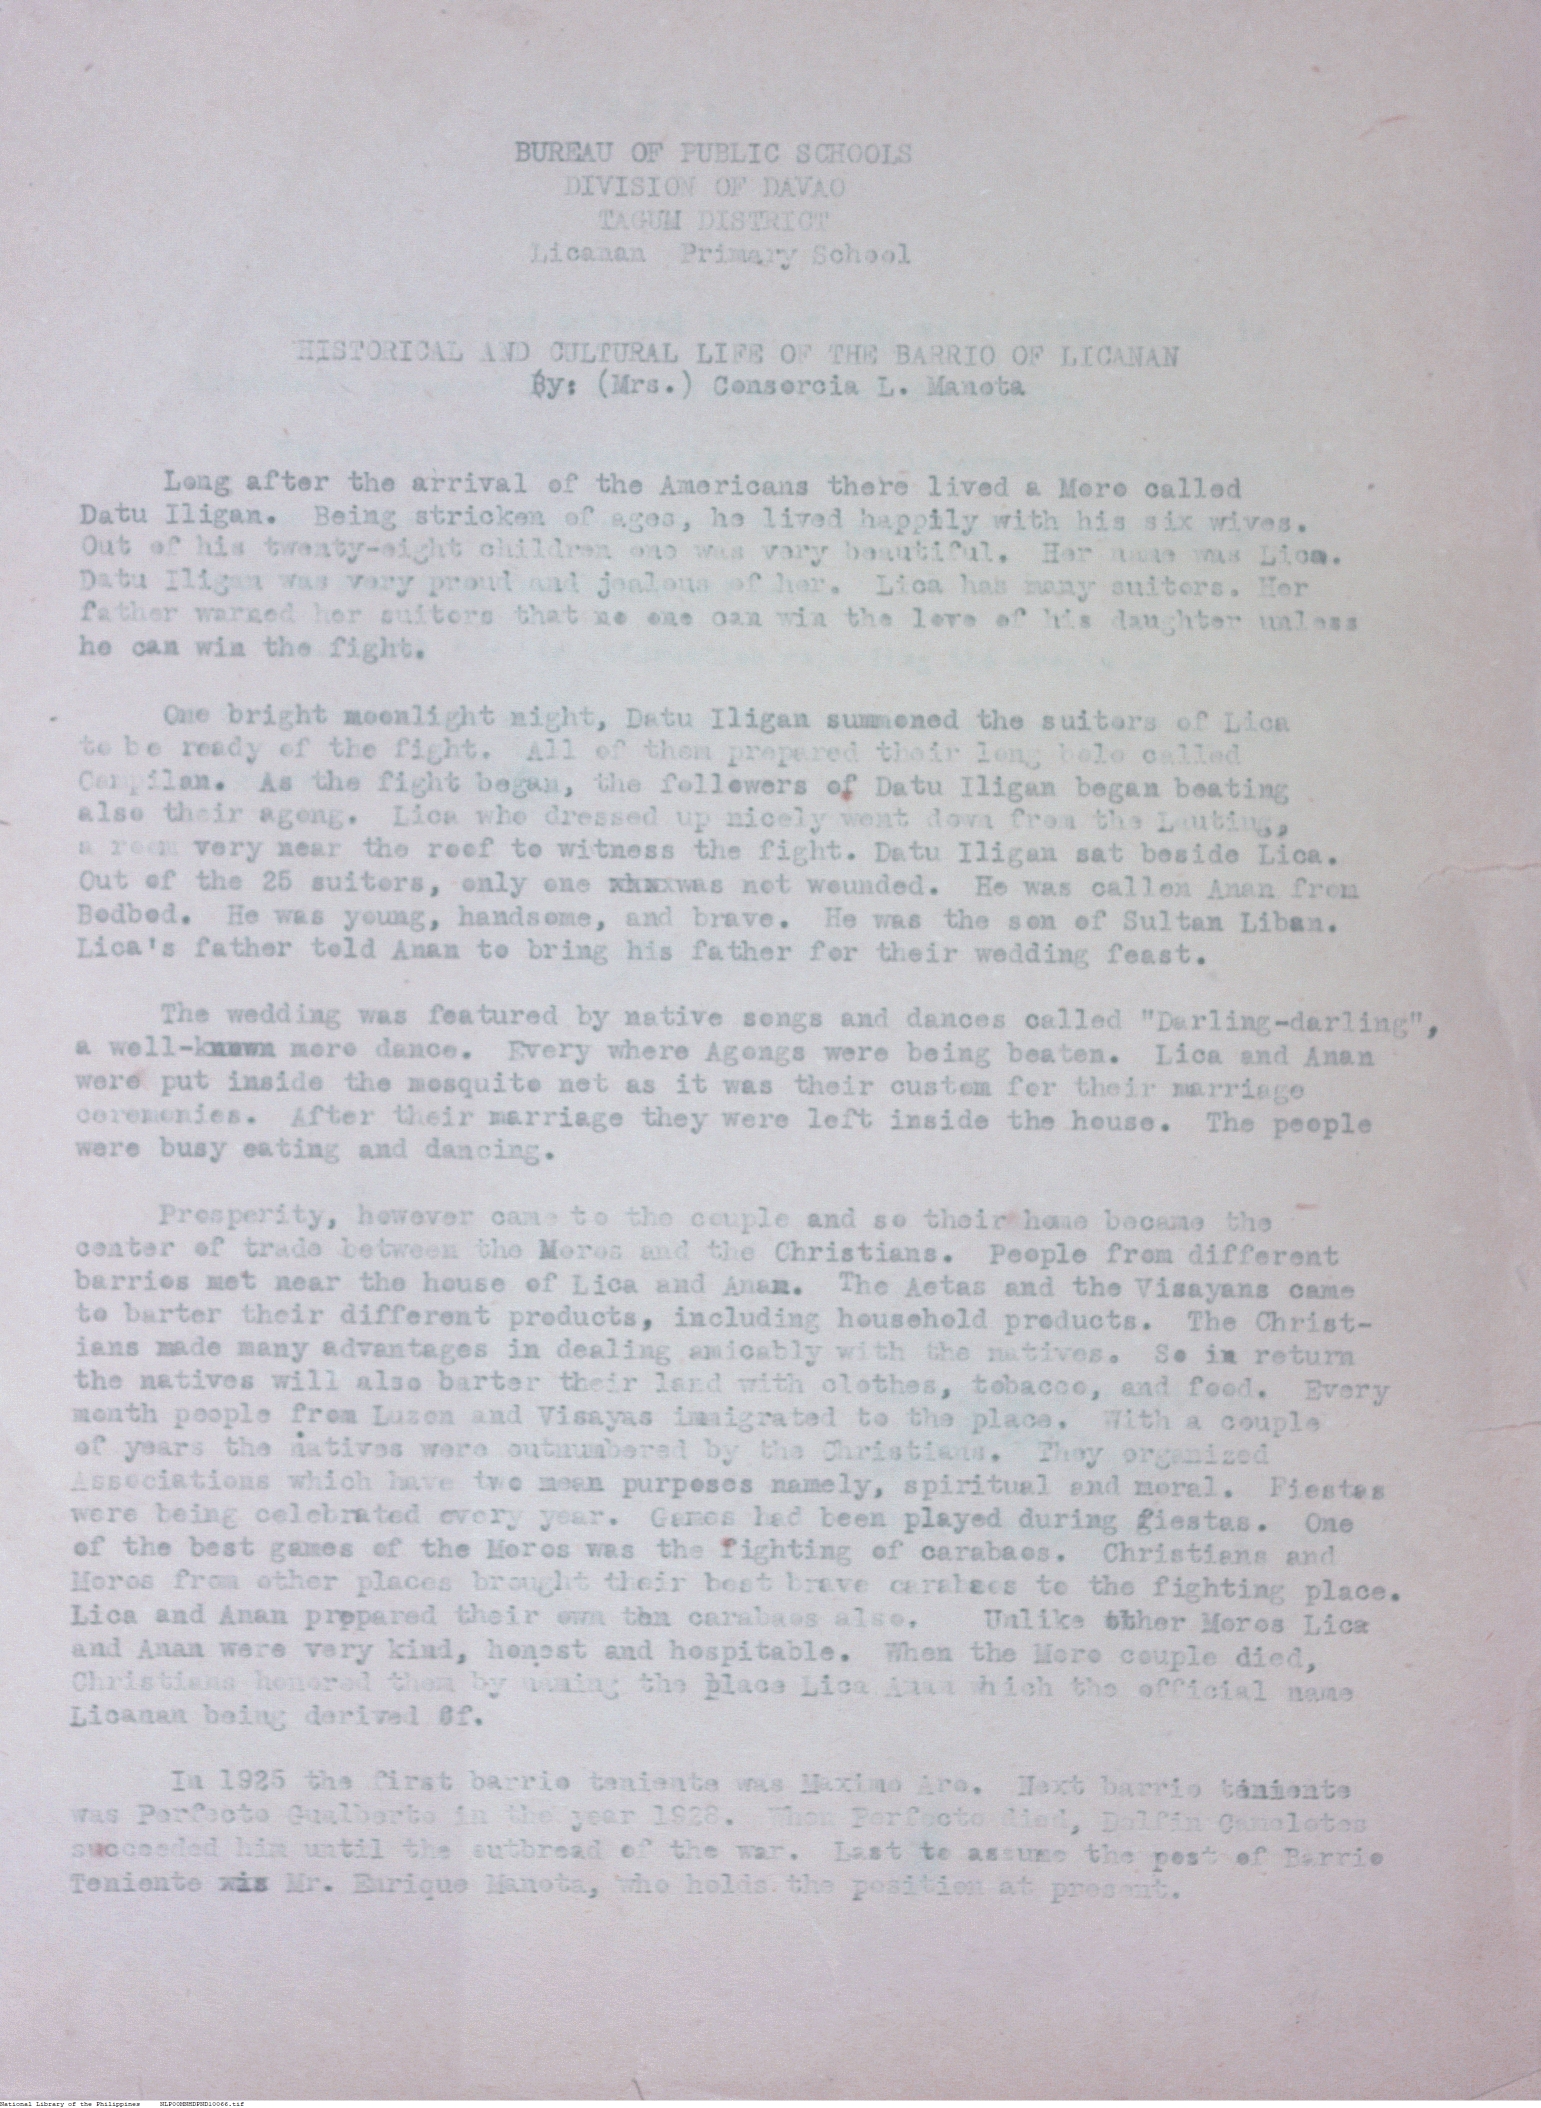 BUREAU OF PUBLIC SCHOOLS
DIVISION OF DAVAO
TAGUM DISTRICT
Licanan Primary School
HISTORICAL AND CULTURAL LIFE OF THE BARRIO OF LICANAN
By: (Mrs.) Consorcia L. Manota
Long after the arrival of the Americans there lived a Moro called
Datu Iligan. Being stricken of ages, he lived happily with his six wives.
Out of his twenty-eight children one was very beautiful. Her name was Lica.
Datu Iligan was very proud and jealous of her. Lica has many suitors. Her
father warned her suitors that no one can win the love of his daughter unless
he can win the fight.
One bright moonlight night, Datu Iligan summoned the suitors of Lica
to be ready of the fight. All of them prepared their long bolo called
Campilan. As the fight began, the followers of Datu Iligan began beating
also their agong. Lica who dressed up nicely went down from the Lauting,
a room very near the roof to witness the fight. Datu Iligan sat beside Lica.
Out of the 25 suitors, only one xxxxwas not wounded. He was callen Anan from
Bodbod. He was young, handsome, and brave. He was the son of Sultan Liban.
Lica's father told Anan to bring his father for their wedding feast.
The wedding was featured by native songs and dances called "Darling-darling",
a well-known moro dance. Every where Agongs were being beaten. Lica and Anan
were put inside the mosquito net as it was their custom for their marriage
ceremonies. After their marriage they were left inside the house. The people
were busy eating and dancing.
Prosperity, however came to the couple and so their home became the
center of trade between the Moros and the Christians. People from different
barrios met near the house of Lica and Anan. The Aetas and the Visayans came
to barter their different products, including household products. The Christ-
ians made many advantages in dealing amicably with the natives. So in return
the natives will also barter their land with clothes, tobacco, and food. Every
month people from Luzon and Visayas immigrated to the place. With a couple
of years the natives were outnumbered by the Christians. They organized
Associations which have two mean purposes namely, spiritual and moral. Fiestas
were being celebrated every year. Games had been played during fiestas. One
of the best games of the Moros was the fighting of carabaos. Christians and
Moros from other places brought their best brave carabaos to the fighting place.
Lica and Anan prepared their own ten carabaos also. Unlike other Moros Lica
and Anan were very kind, honest and hospitable. When the Moro couple died,
Christians honored them by naming the place Lica Anan which the official name
Licanan being derived of.
In 1925 the first barrio teniente was Maximo Aro. Next barrio teniente
was Perfecto Gualberto in the year 1928. When Perfecto died, Dolfin Canolotes
succeeded him until the outbread of the war. Last to assume the post of Barrio
Teniente xis Mr. Enrique Manota, who holds the position at present.
National Library of the Philippines NLPOOMNHDPND10066.tif